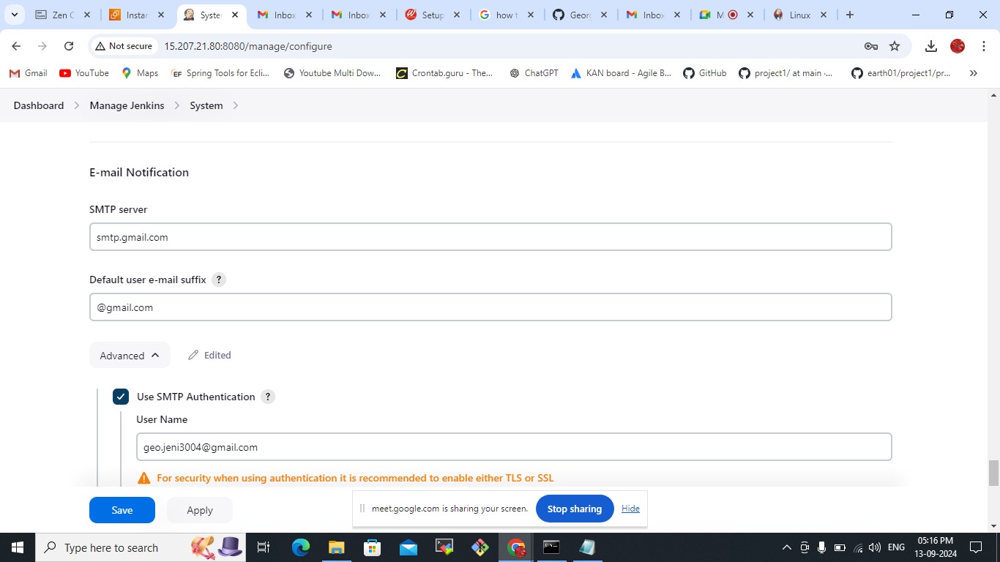 Zen C
Instan
Syste
Inbox
Inbox
Setup
how t
Geor
Inbox
M
Linux
Not secure
15.207.21.80:8080/manage/configure
Gmail
YouTube
Maps
Spring Tools for Ecli...
Youtube Multi Dow...
Crontab.guru - The...
ChatGPT
KAN board - Agile B...
GitHub
project1/ at main ·...
earth01/project1/pr...
Dashboard
Manage Jenkins
System
E-mail Notification
SMTP server
smtp.gmail.com
Default user e-mail suffix ?
@gmail.com
Advanced
Edited
Use SMTP Authentication ?
User Name
geo.jeni3004@gmail.com
For security when using authentication it is recommended to enable either TLS or SSL
Save
Apply
meet.google.com is sharing your screen.
Stop sharing
Hide
Type here to search
ENG
05:16 PM
13-09-2024